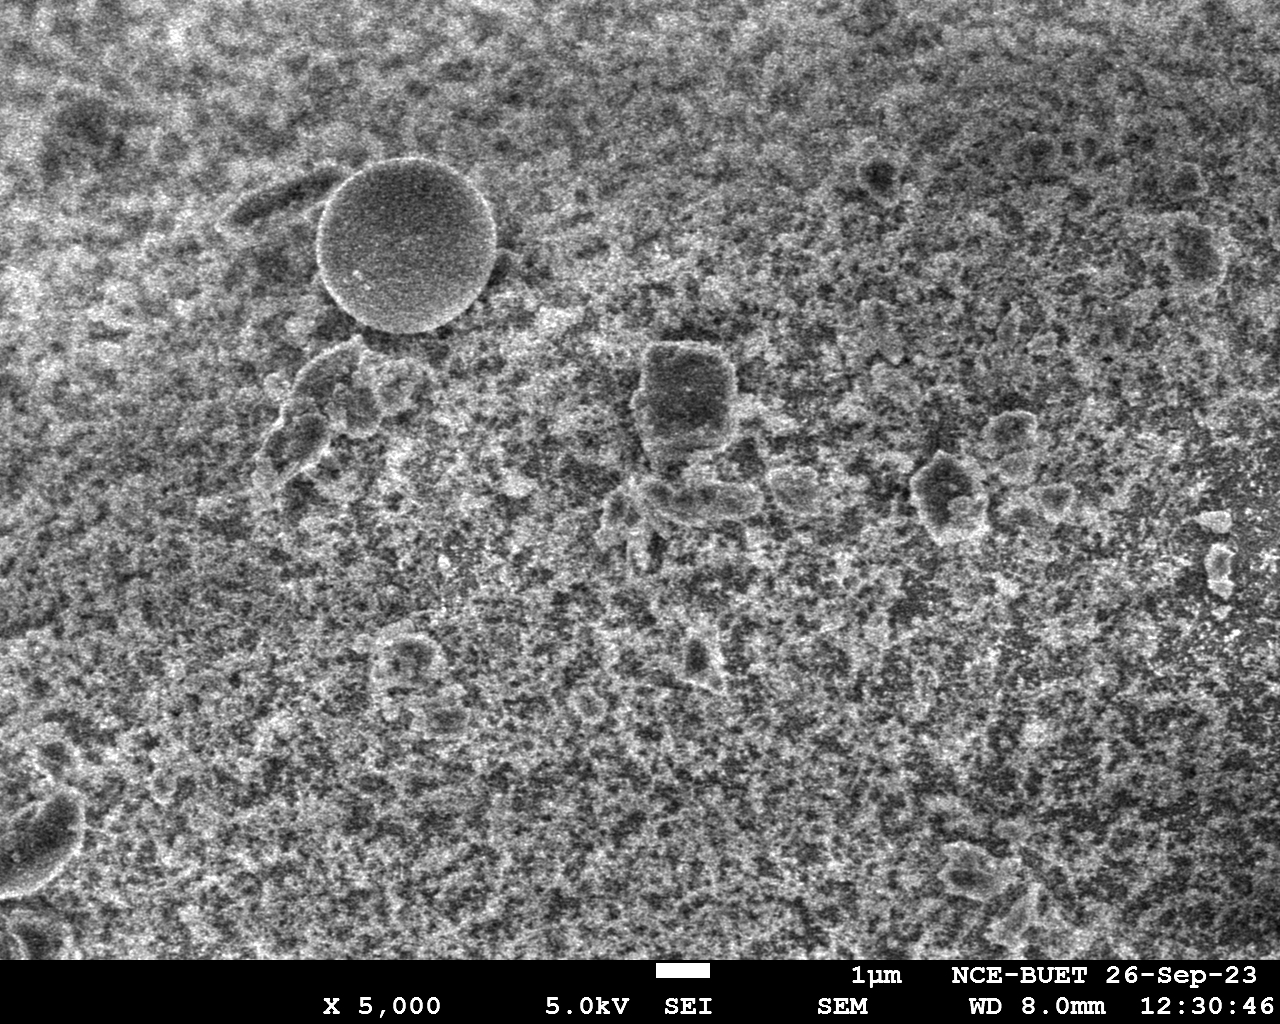 1µm NCE-BUET 26-Sep-23
X 5,000 5.0kV SEI SEM WD 8.0mm 12:30:46